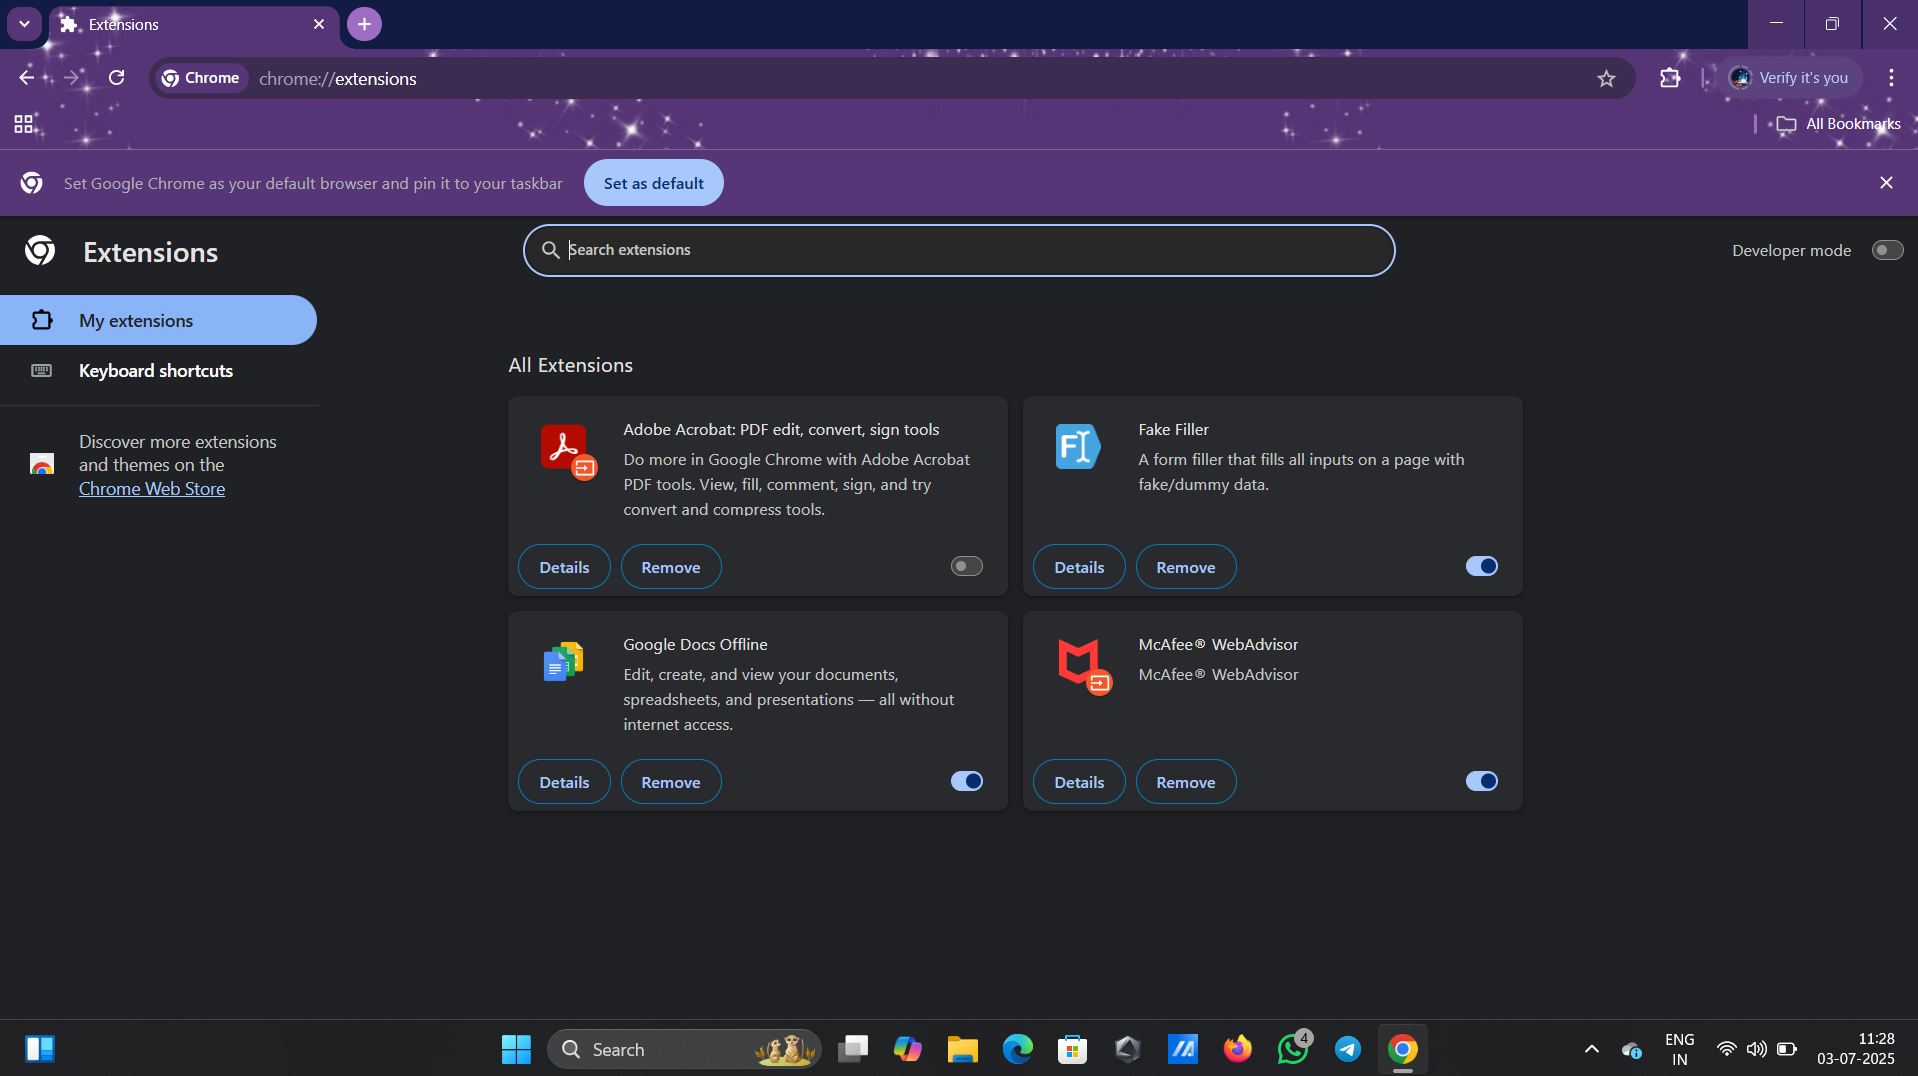 Extensions
Chrome
chrome://extensions
Verify it's you
All Bookmarks
Set Google Chrome as your default browser and pin it to your taskbar
Set as default
Extensions
Search extensions
Developer mode
My extensions
Keyboard shortcuts
Discover more extensions
and themes on the
Chrome Web Store
All Extensions
Adobe Acrobat: PDF edit, convert, sign tools
Do more in Google Chrome with Adobe Acrobat
PDF tools. View, fill, comment, sign, and try
convert and compress tools.
Details
Remove
Fake Filler
A form filler that fills all inputs on a page with
fake/dummy data.
Details
Remove
Google Docs Offline
Edit, create, and view your documents,
spreadsheets, and presentations — all without
internet access.
Details
Remove
McAfee® WebAdvisor
McAfee® WebAdvisor
Details
Remove
Search
4
ENG
IN
11:28
03-07-2025